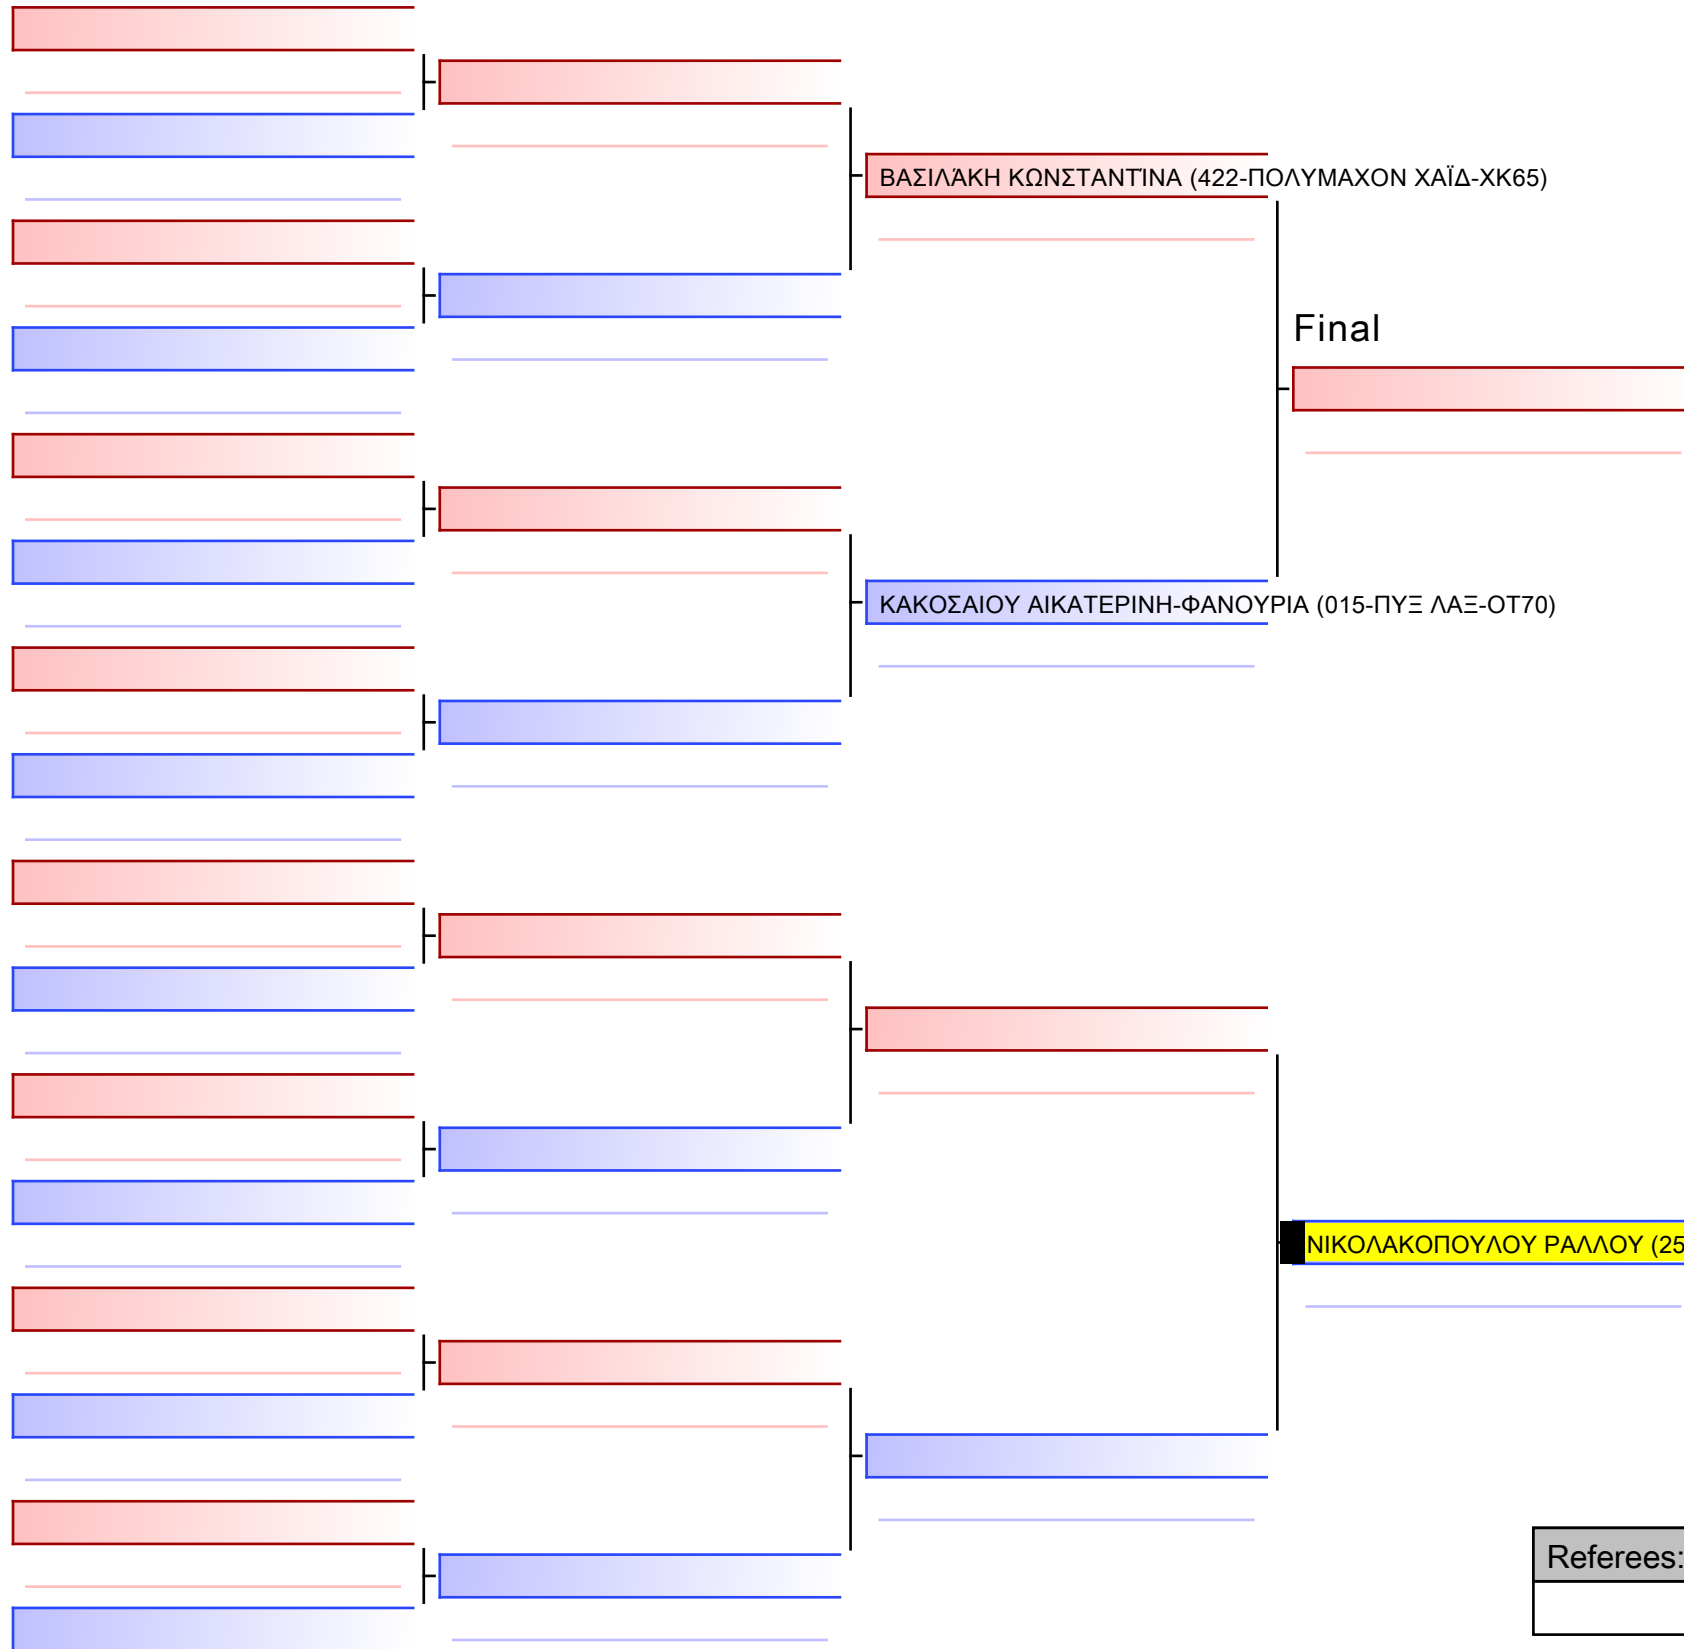 ΒΑΣΙΛΆΚΗ ΚΩΝΣΤΑΝΤΊΝΑ (422-ΠΟΛΥΜΑΧΟΝ ΧΑΪΔ-ΧΚ65)
Final
ΚΑΚΟΣΑΙΟΥ ΑΙΚΑΤΕΡΙΝΗ-ΦΑΝΟΥΡΙΑ (015-ΠΥΞ ΛΑΞ-ΟΤ70)
ΝΙΚΟΛΑΚΟΠΟΥΛΟΥ ΡΑΛΛΟΥ (25
Referees: